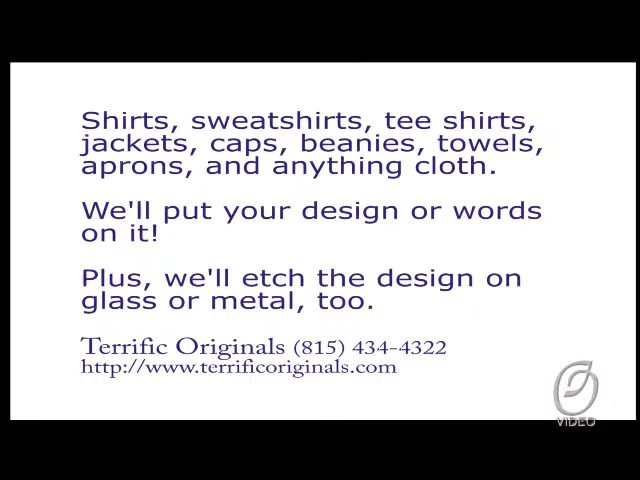 Shirts, sweatshirts, tee shirts,
jackets, caps, beanies, towels,
aprons, and anything cloth.
We'll put your design or words
on it!
Plus, we'll etch the design on
glass or metal, too.
Terrific Originals (815) 434-4322
http://www.terrificoriginals.com
VIDEO